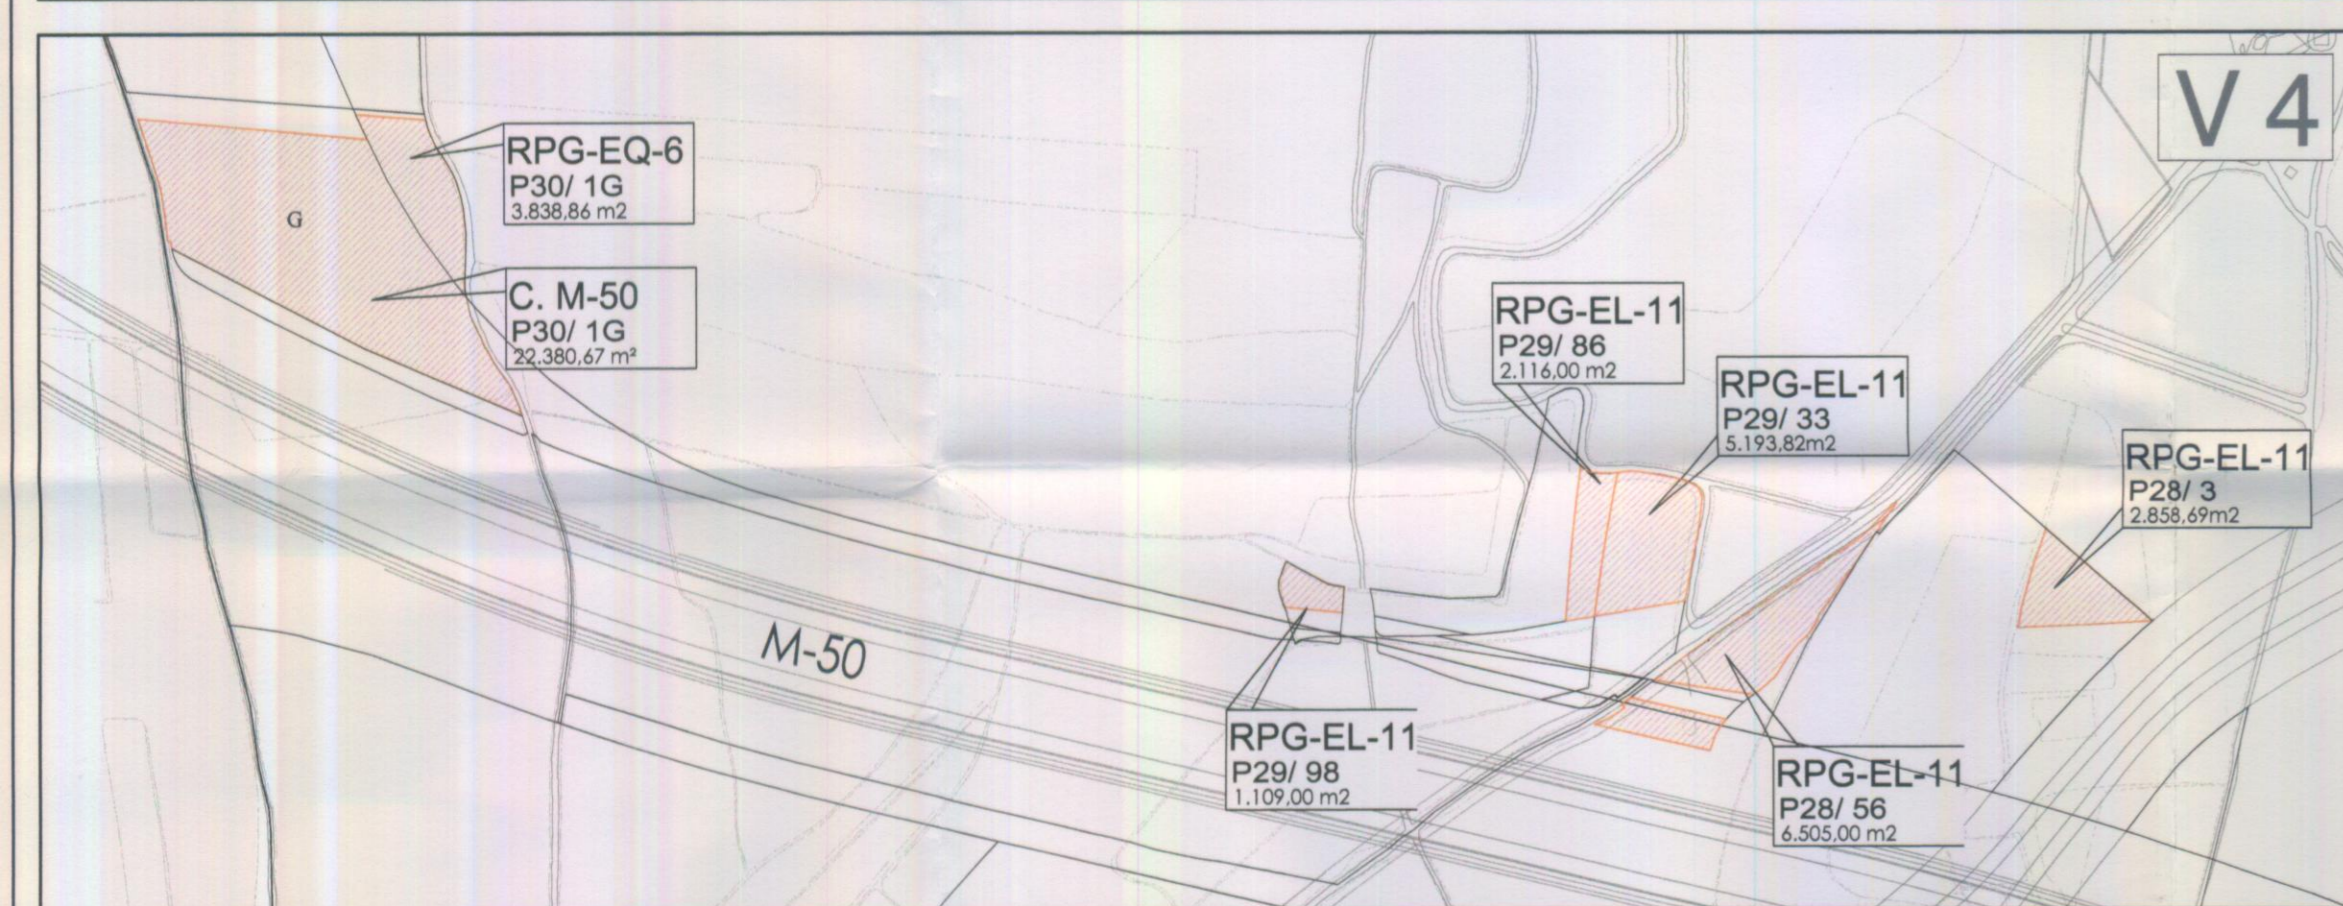 V 4
RPG-EQ-6
P30/ 1G
3.838,86 m2
G
C. M-50
P30/ 1G
22.380,67 m²
RPG-EL-11
P29/ 86
2.116,00 m2
RPG-EL-11
P29/ 33
5.193,82m2
RPG-EL-11
P28/ 3
2.858,69m2
M-50
RPG-EL-11
P29/ 98
1.109,00 m2
RPG-EL-11
P28/ 56
6.505,00 m2